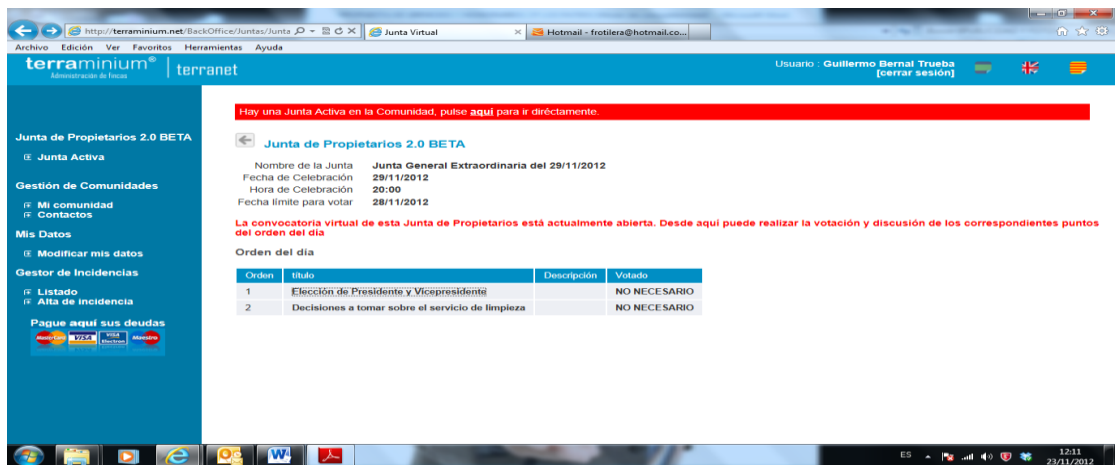 http://terraminium.net/BackOffice/Juntas/Junta
Junta Virtual
Hotmail - frotilera@hotmail.co...
Archivo Edición Ver Favoritos Herramientas Ayuda
terraminium® terranet
Administración de fincas
Usuario : Guillermo Bernal Trueba
[cerrar sesión]
Hay una Junta Activa en la Comunidad, pulse aquí para ir diréctamente.
Junta de Propietarios 2.0 BETA
Junta Activa
Gestión de Comunidades
Mi comunidad
Contactos
Mis Datos
Modificar mis datos
Gestor de Incidencias
Listado
Alta de incidencia
Pague aquí sus deudas
MasterCard VISA VISA Electron Maestro
Junta de Propietarios 2.0 BETA
Nombre de la Junta Junta General Extraordinaria del 29/11/2012
Fecha de Celebración 29/11/2012
Hora de Celebración 20:00
Fecha límite para votar 28/11/2012
La convocatoria virtual de esta Junta de Propietarios está actualmente abierta. Desde aquí puede realizar la votación y discusión de los correspondientes puntos
del orden del día
Orden del día
Orden título Descripción Votado
1 Elección de Presidente y Vicepresidente NO NECESARIO
2 Decisiones a tomar sobre el servicio de limpieza NO NECESARIO
ES
12:11
23/11/2012